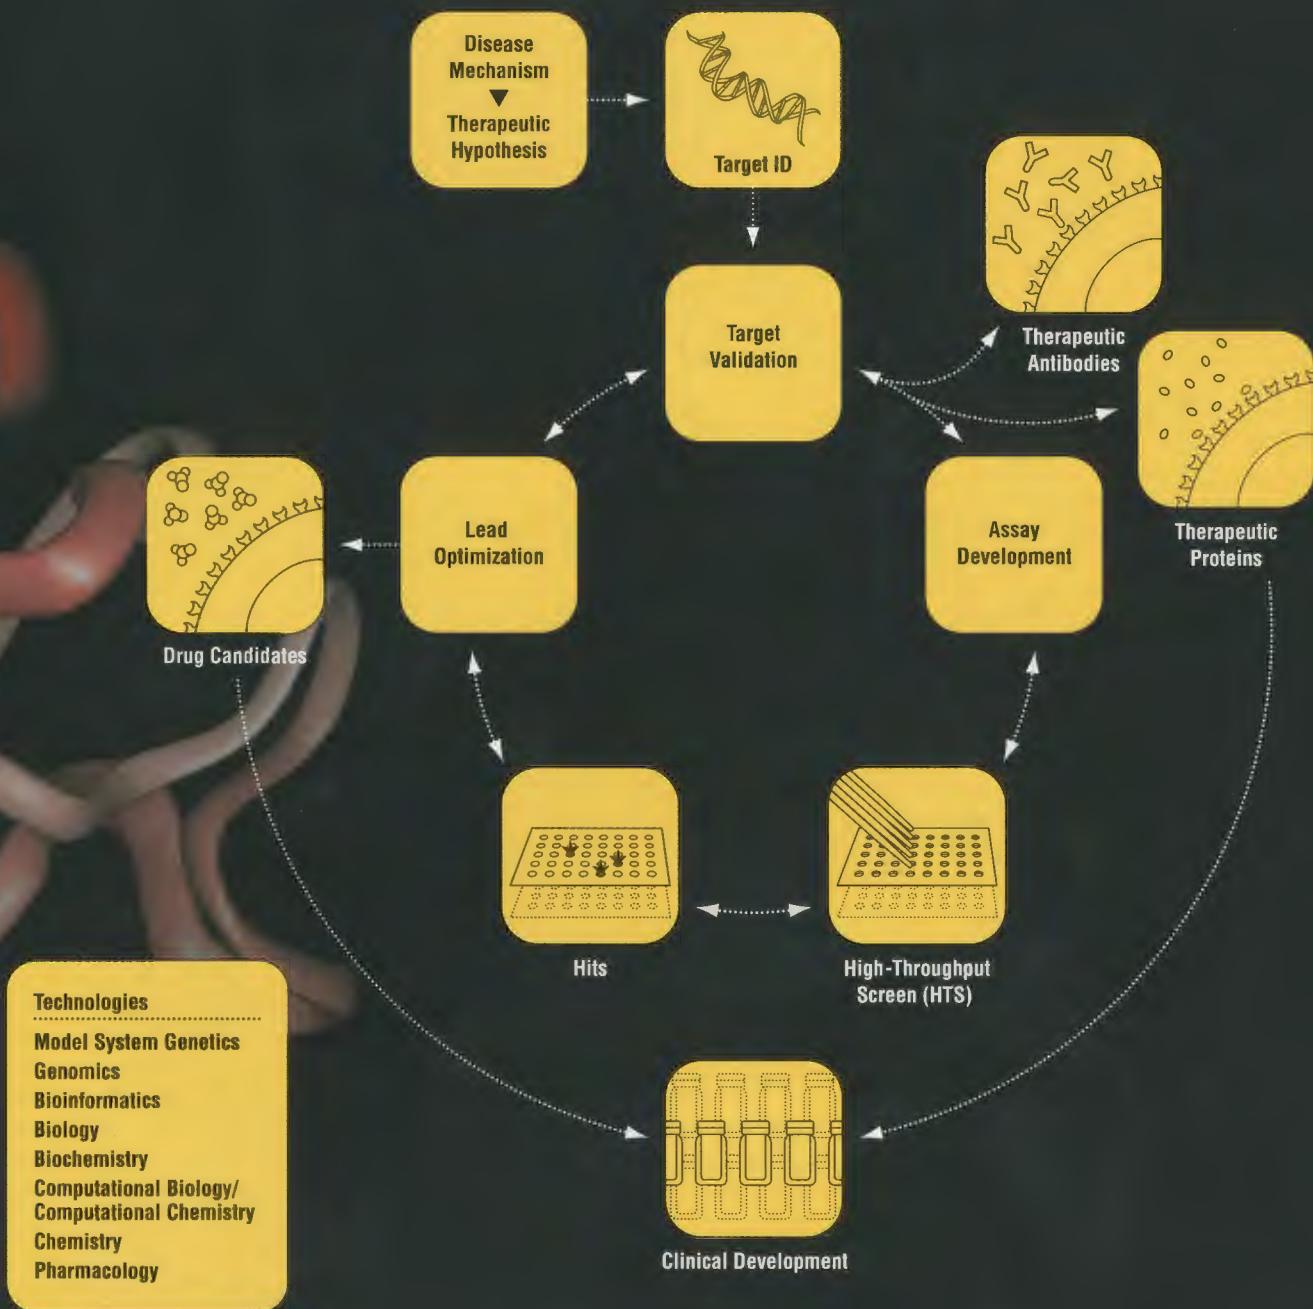 Disease
Mechanism
Therapeutic
Hypothesis
Target ID
Target
Validation
Therapeutic
Antibodies
Therapeutic
Proteins
Lead
Optimization
Assay
Development
Drug Candidates
Hits
High-Throughput
Screen (HTS)
Technologies
Model System Genetics
Genomics
Bioinformatics
Biology
Biochemistry
Computational Biology/
Computational Chemistry
Chemistry
Pharmacology
Clinical Development